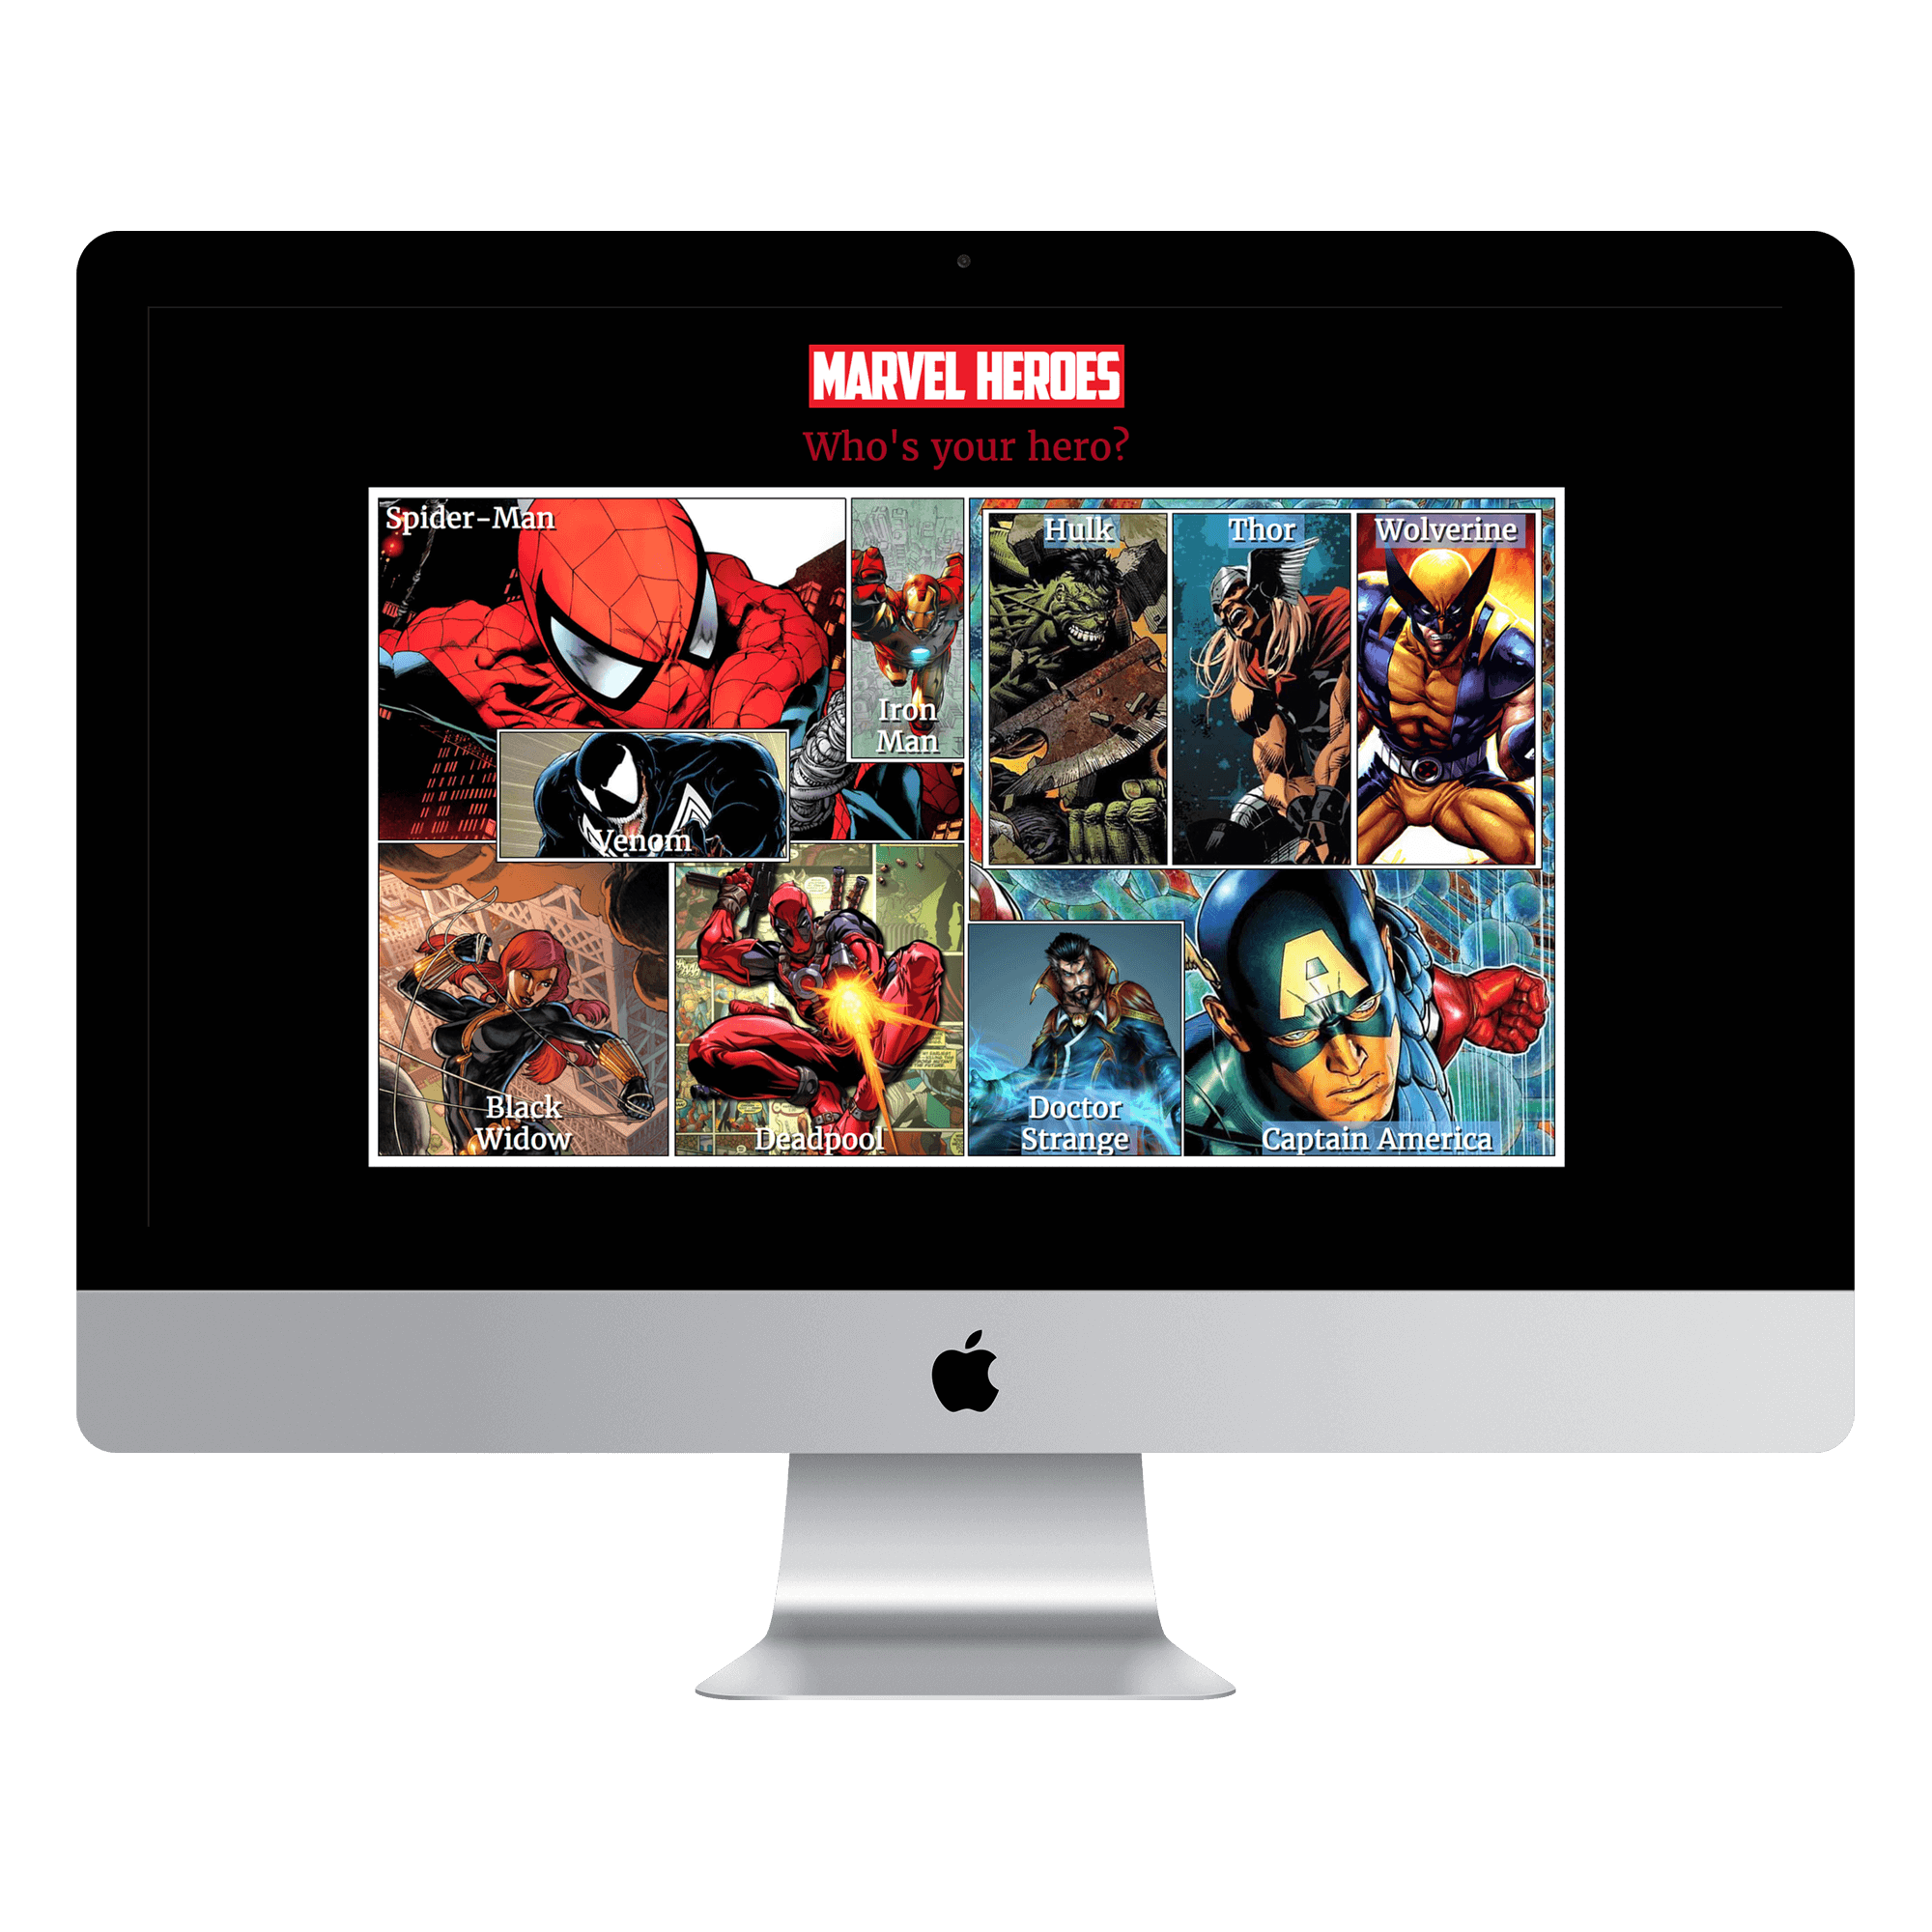 MARVEL HEROES
Who's your hero?
Spider-Man
Iron
Man
Venom
Hulk
Thor
Wolverine
Black
Widow
Deadpool
Doctor
Strange
Captain America
A